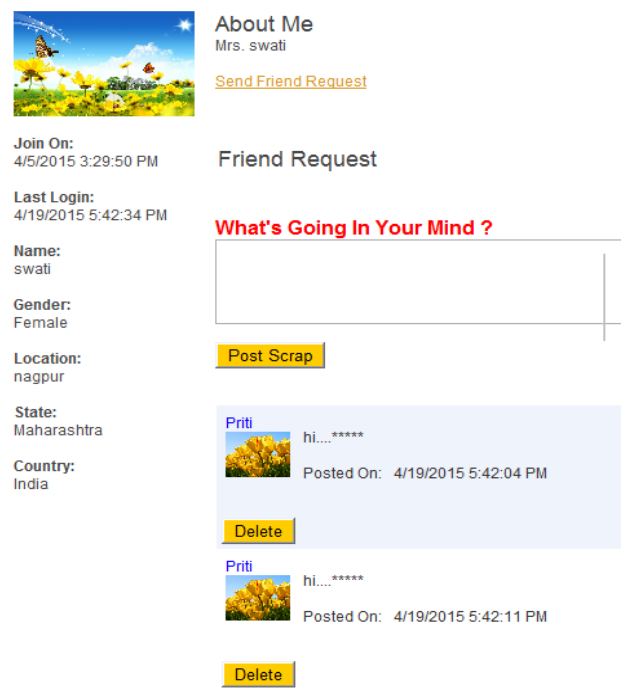 About Me
Mrs. swati
Send Friend Request
Join On:
4/5/2015 3:29:50 PM
Last Login:
4/19/2015 5:42:34 PM
Name:
swati
Gender:
Female
Location:
nagpur
State:
Maharashtra
Country:
India
Friend Request
What's Going In Your Mind ?
Post Scrap
Priti
hi....*****
Posted On: 4/19/2015 5:42:04 PM
Delete
Priti
hi....*****
Posted On: 4/19/2015 5:42:11 PM
Delete